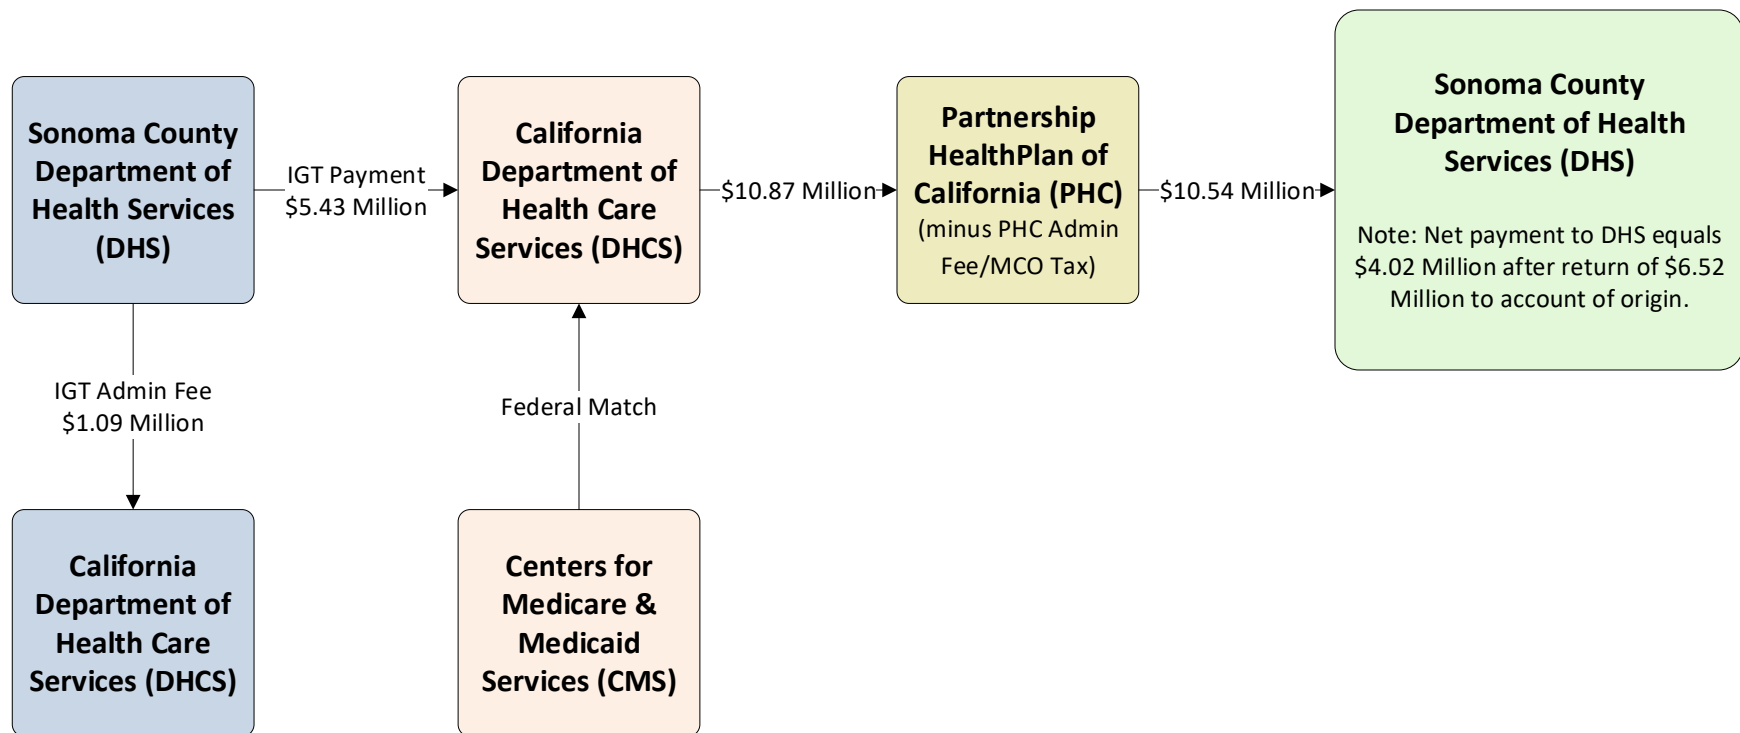 Sonoma County
Department of
Health Services
(DHS)
IGT Payment
$5.43 Million
California
Department of
Health Care
Services (DHCS)
$10.87 Million
Partnership
HealthPlan of
California (PHC)
(minus PHC Admin
Fee/MCO Tax)
$10.54 Million
Sonoma County
Department of Health
Services (DHS)
Note: Net payment to DHS equals
$4.02 Million after return of $6.52
Million to account of origin.
IGT Admin Fee
$1.09 Million
Federal Match
California
Department of
Health Care
Services (DHCS)
Centers for
Medicare &
Medicaid
Services (CMS)